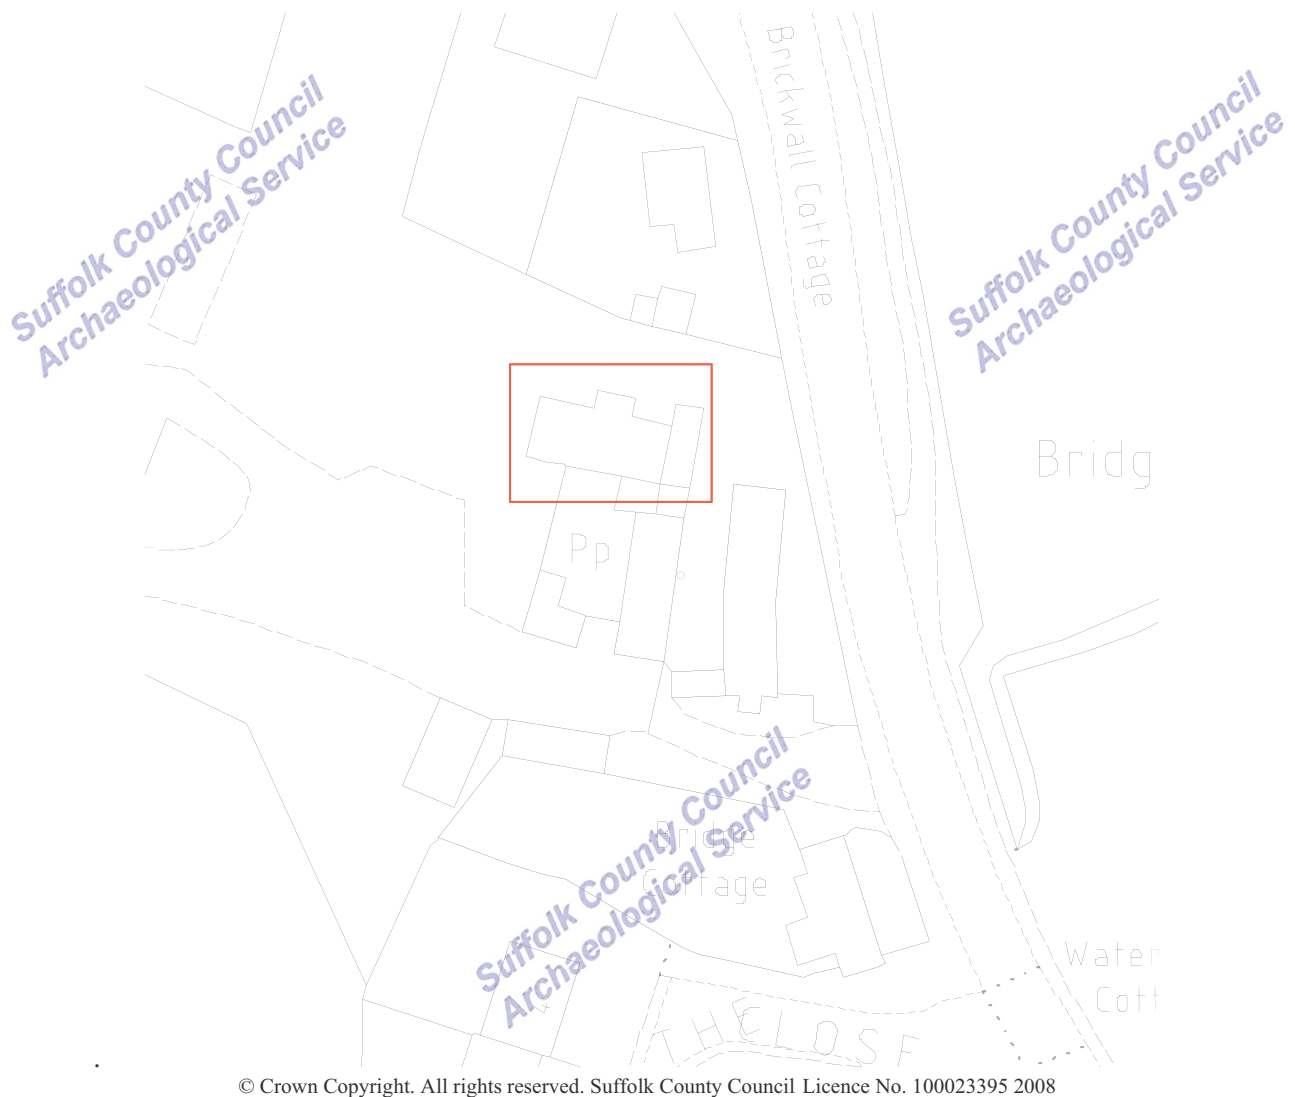 Brickwall Cottage
Suffolk County Council
Archaeological Service
Suffolk County Council
Archaeological Service
Bridg
Pp
Suffolk County Council
Archaeological Service
Bridge
Cottage
Water
Cott
THE CLOSE
© Crown Copyright. All rights reserved. Suffolk County Council Licence No. 100023395 2008